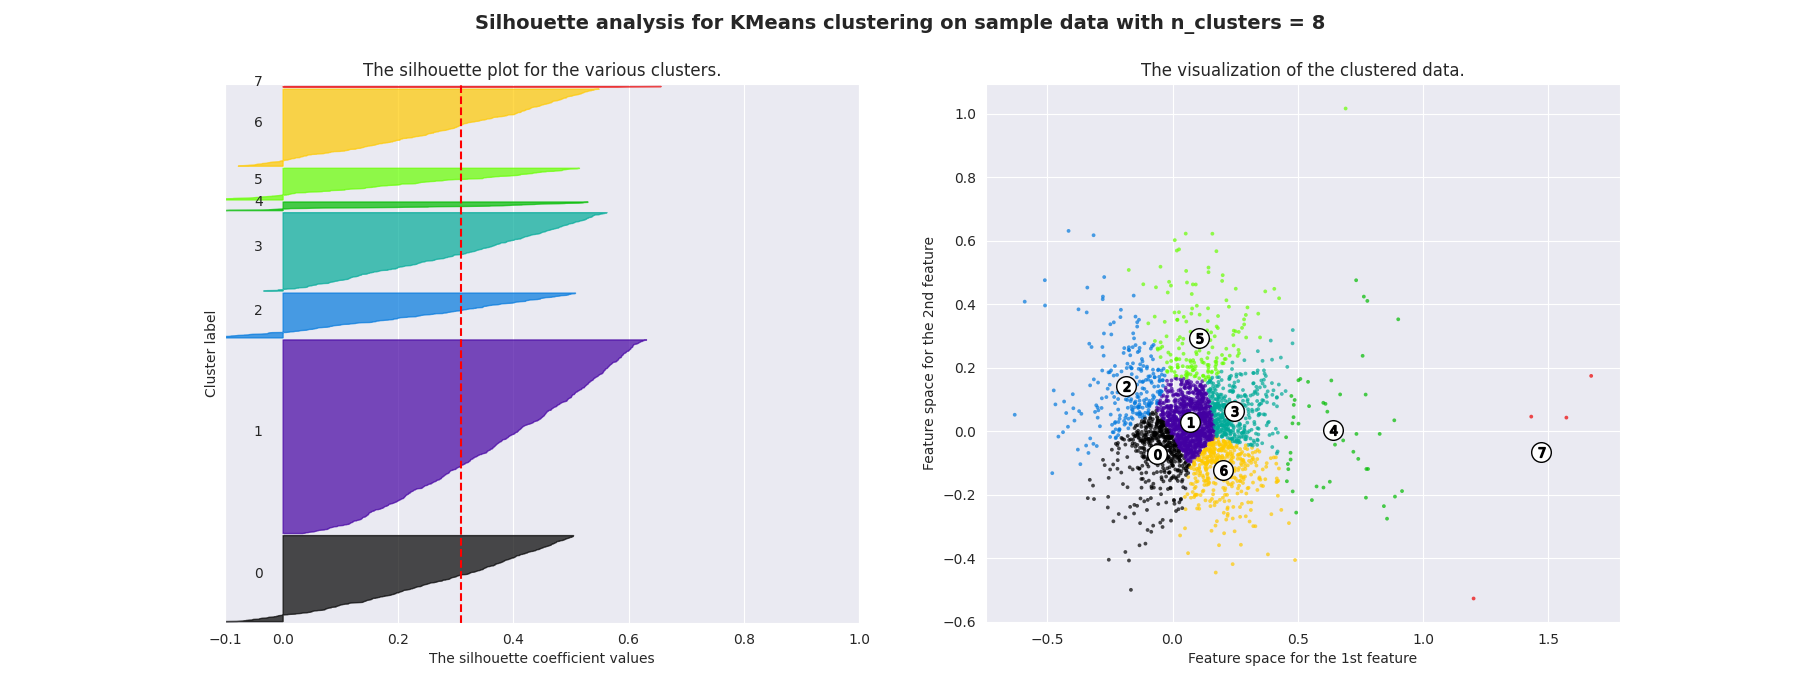 Silhouette analysis for KMeans clustering on sample data with n_clusters = 8
The silhouette plot for the various clusters.
7
6
5
4
3
2
1
0
Cluster label
−0.1 0.0 0.2 0.4 0.6 0.8 1.0
The silhouette coefficient values
The visualization of the clustered data.
1.0
0.8
0.6
0.4
0.2
0.0
−0.2
−0.4
−0.6
Feature space for the 2nd feature
5
2
3
1
4
0
7
6
−0.5 0.0 0.5 1.0 1.5
Feature space for the 1st feature